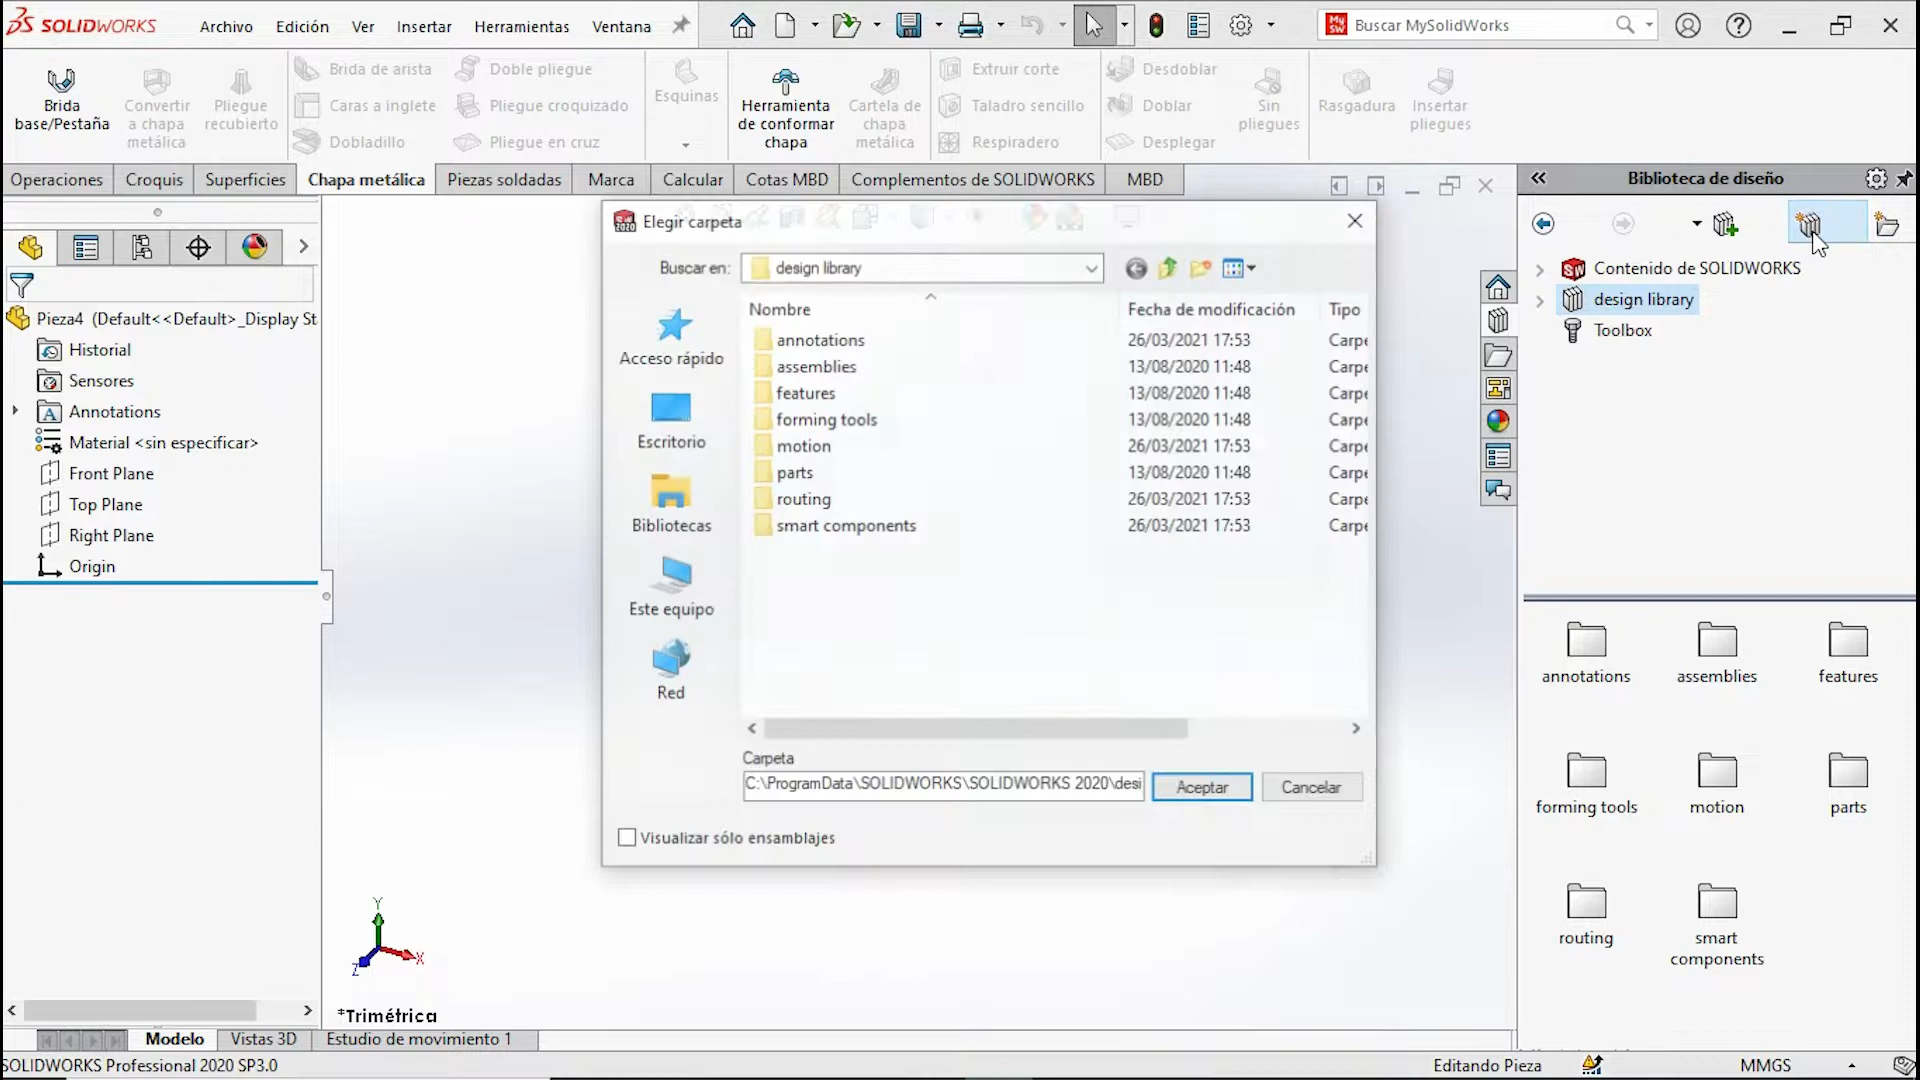 SOLIDWORKS
Archivo Edición Ver Insertar Herramientas Ventana
Buscar MySolidWorks
Brida base/Pestaña
Convertir a chapa metálica
Pliegue recubierto
Brida de arista
Caras a inglete
Dobladillo
Doble pliegue
Pliegue croquizado
Pliegue en cruz
Esquinas
Herramienta de conformar chapa
Cartela de chapa metálica
Extruir corte
Taladro sencillo
Respiradero
Desdoblar
Doblar
Desplegar
Sin pliegues
Rasgadura
Insertar pliegues
Operaciones Croquis Superficies Chapa metálica Piezas soldadas Marca Calcular Cotas MBD Complementos de SOLIDWORKS MBD
Pieza4 (Default<<Default>_Display St
Historial
Sensores
Annotations
Material <sin especificar>
Front Plane
Top Plane
Right Plane
Origin
Elegir carpeta
Buscar en: design library
Acceso rápido
Escritorio
Bibliotecas
Este equipo
Red
Nombre Fecha de modificación Tipo
annotations 26/03/2021 17:53 Carpe
assemblies 13/08/2020 11:48 Carpe
features 13/08/2020 11:48 Carpe
forming tools 13/08/2020 11:48 Carpe
motion 26/03/2021 17:53 Carpe
parts 13/08/2020 11:48 Carpe
routing 26/03/2021 17:53 Carpe
smart components 26/03/2021 17:53 Carpe
Carpeta
C:\ProgramData\SOLIDWORKS\SOLIDWORKS 2020\desi
Aceptar Cancelar
Visualizar sólo ensamblajes
Biblioteca de diseño
Contenido de SOLIDWORKS
design library
Toolbox
annotations assemblies features
forming tools motion parts
routing smart components
Y
X
Z
*Trimétrica
Modelo Vistas 3D Estudio de movimiento 1
SOLIDWORKS Professional 2020 SP3.0
Editando Pieza MMGS